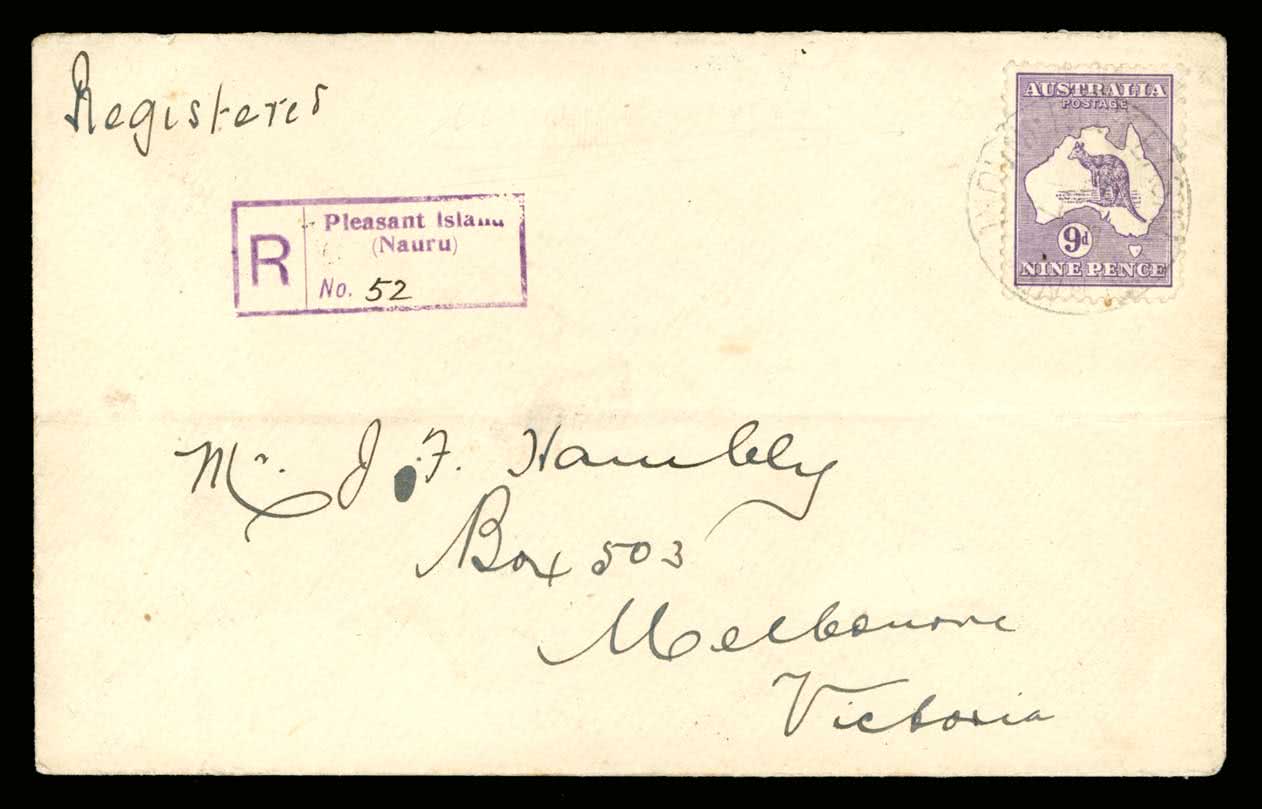 Registered
AUSTRALIA
POSTAGE
9d
NINE PENCE
R
Pleasant Island
(Nauru)
No. 52
Mr. J. F. Hambly
Box 503
Melbourne
Victoria